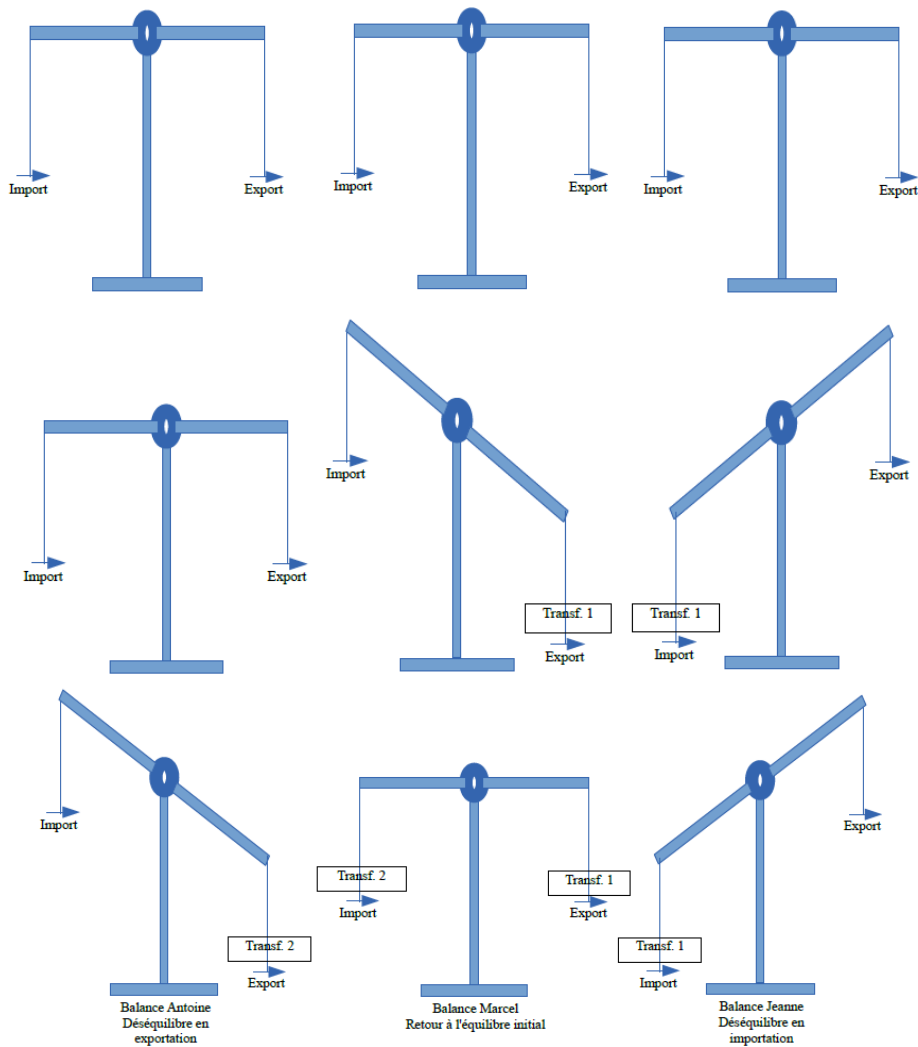 Import
Export
Import
Export
Import
Export
Import
Export
Import
Transf. 1
Export
Export
Transf. 1
Import
Import
Transf. 2
Export
Balance Antoine
Déséquilibre en
exportation
Transf. 2
Import
Transf. 1
Export
Balance Marcel
Retour à l'équilibre initial
Export
Transf. 1
Import
Balance Jeanne
Déséquilibre en
importation